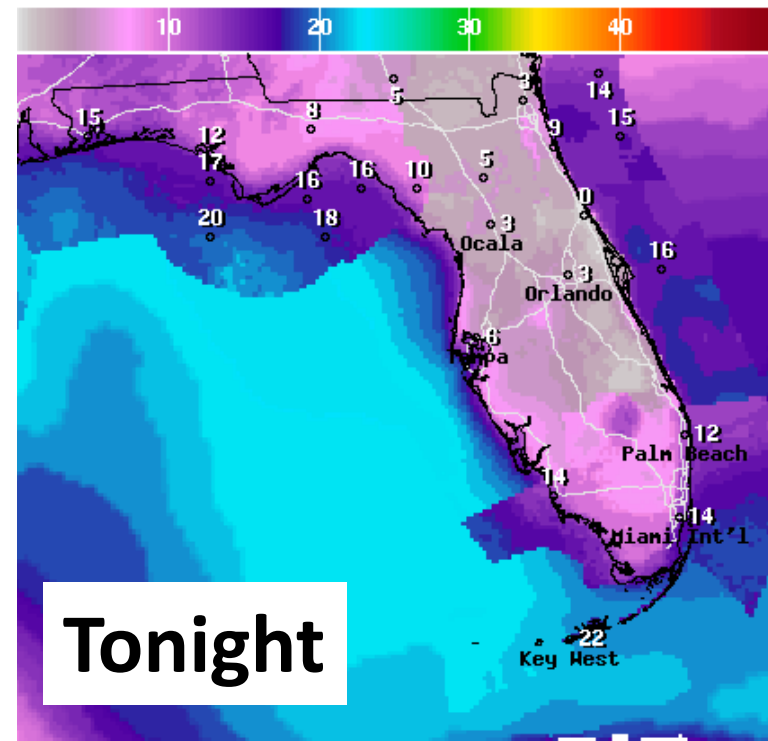 10 20 30 40
5 3 14
15 8 15
12 9
17 5
16 16 10
20 18 0
3
Ocala 16
3
Orlando
6
Tampa
12
Palm Beach
14
14
Miami Int'l
22
Key West
Tonight